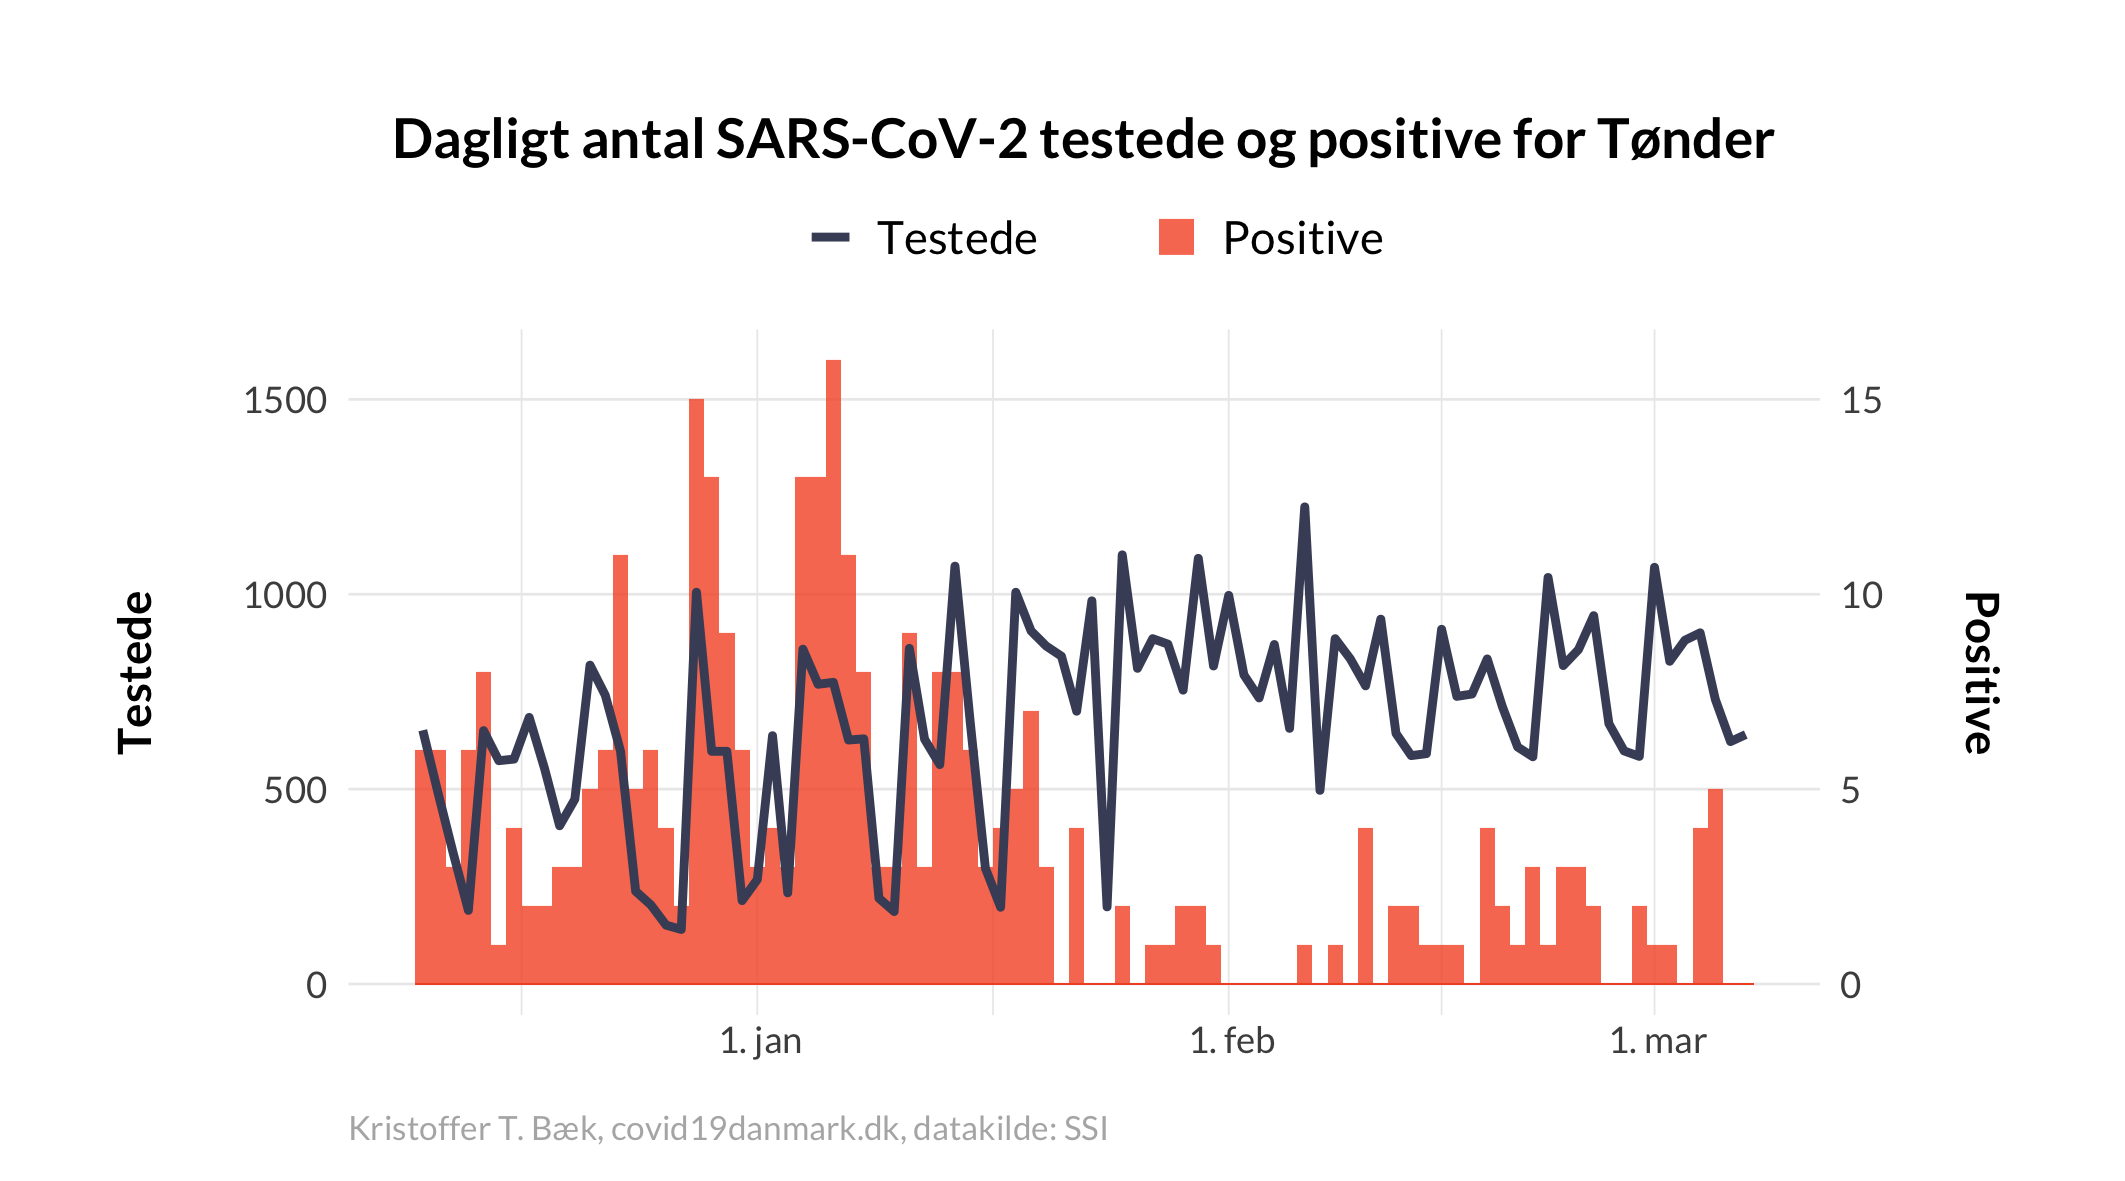 Dagligt antal SARS-CoV-2 testede og positive for Tønder
Testede Positive
1500 15
1000 10
500 5
0 0
Testede
Positive
1. jan 1. feb 1. mar
Kristoffer T. Bæk, covid19danmark.dk, datakilde: SSI